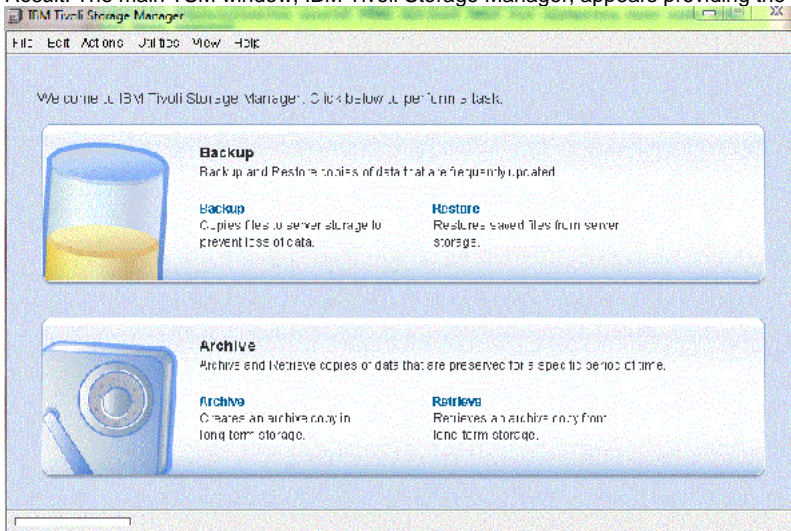 Result: The main TSM window, IBM Tivoli Storage Manager, appears providing the
IBM Tivoli Storage Manager
File Edit Actions Utilities View Help
Welcome to IBM Tivoli Storage Manager. Click below to perform a task.
Backup
Backup and Restore copies of data that are frequently updated
Backup
Copies files to server storage to
prevent loss of data.
Restore
Restores saved files from server
storage.
Archive
Archive and Retrieve copies of data that are preserved for a specific period of time.
Archive
Creates an archive copy in
long term storage.
Retrieve
Retrieves an archive copy from
long term storage.